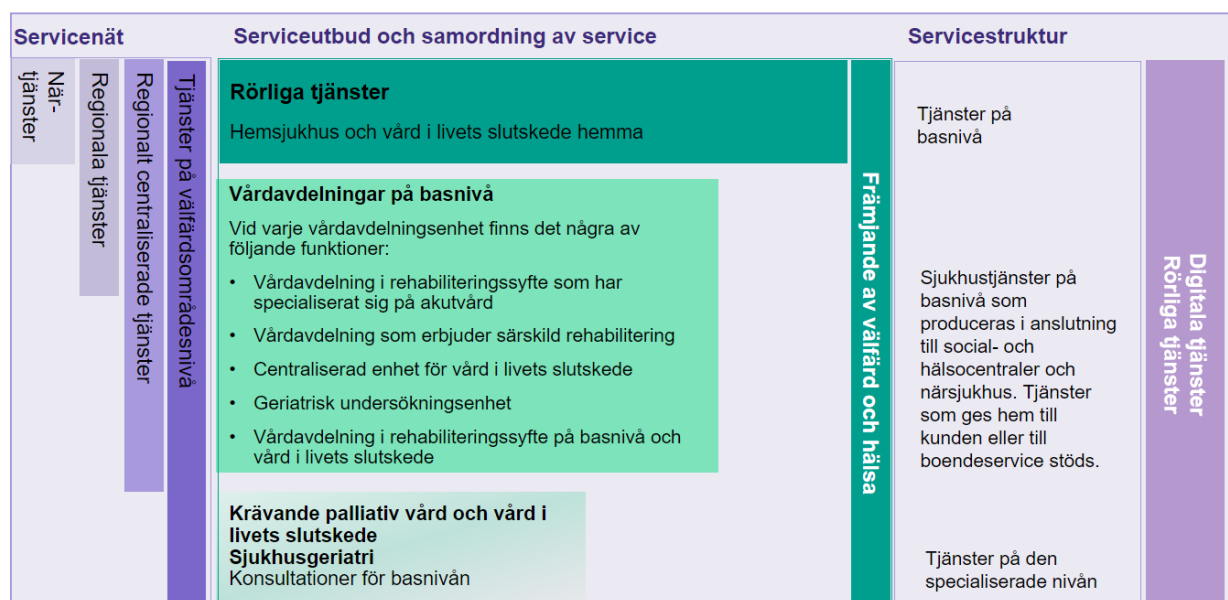 Servicenät
Serviceutbud och samordning av service
Servicestruktur
När-
tjänster
Regionala tjänster
Regionalt centraliserade tjänster
Tjänster på välfärdsområdesnivå
Rörliga tjänster
Hemsjukhus och vård i livets slutskede hemma
Vårdavdelningar på basnivå
Vid varje vårdavdelningsenhet finns det några av
följande funktioner:
• Vårdavdelning i rehabiliteringssyfte som har
specialiserat sig på akutvård
• Vårdavdelning som erbjuder särskild rehabilitering
• Centraliserad enhet för vård i livets slutskede
• Geriatrisk undersökningsenhet
• Vårdavdelning i rehabiliteringssyfte på basnivå och
vård i livets slutskede
Krävande palliativ vård och vård i
livets slutskede
Sjukhusgeriatri
Konsultationer för basnivån
Främjande av välfärd och hälsa
Tjänster på
basnivå
Sjukhustjänster på
basnivå som
produceras i anslutning
till social- och
hälsocentraler och
närsjukhus. Tjänster
som ges hem till
kunden eller till
boendeservice stöds.
Tjänster på den
specialiserade nivån
Digitala tjänster
Rörliga tjänster